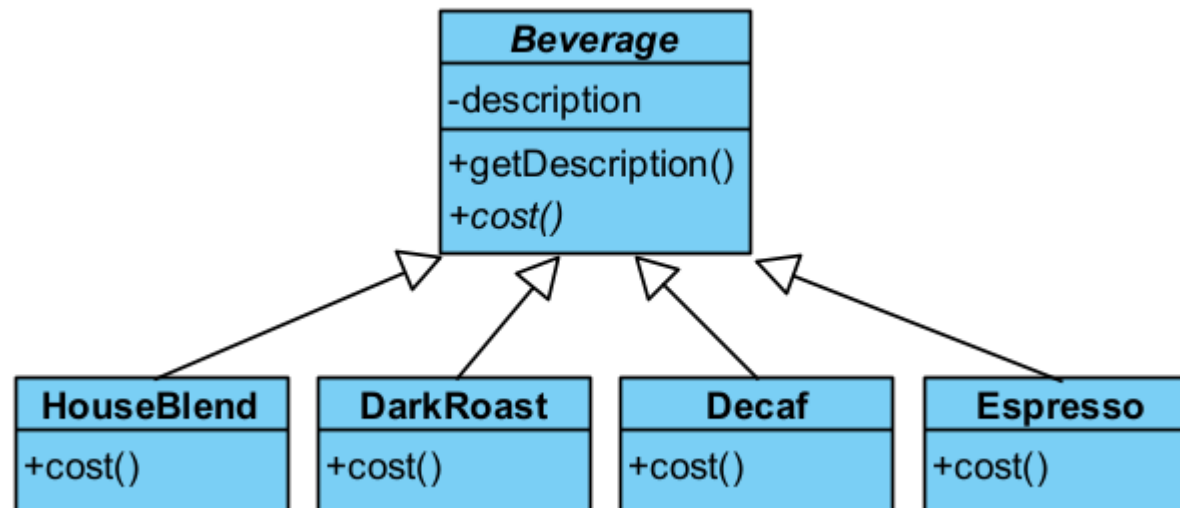 Beverage
-description
+getDescription()
+cost()
HouseBlend
DarkRoast
Decaf
Espresso
+cost()
+cost()
+cost()
+cost()